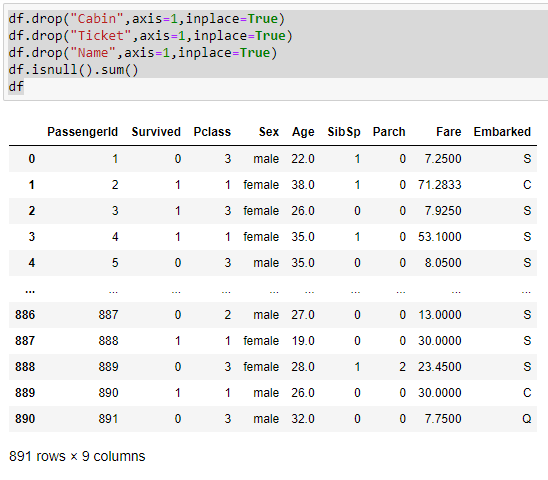 df.drop("Cabin",axis=1,inplace=True)
df.drop("Ticket",axis=1,inplace=True)
df.drop("Name",axis=1,inplace=True)
df.isnull().sum()
df
PassengerId Survived Pclass Sex Age SibSp Parch Fare Embarked
0 1 0 3 male 22.0 1 0 7.2500 S
1 2 1 1 female 38.0 1 0 71.2833 C
2 3 1 3 female 26.0 0 0 7.9250 S
3 4 1 1 female 35.0 1 0 53.1000 S
4 5 0 3 male 35.0 0 0 8.0500 S
... ... ... ... ... ... ... ... ... ...
886 887 0 2 male 27.0 0 0 13.0000 S
887 888 1 1 female 19.0 0 0 30.0000 S
888 889 0 3 female 28.0 1 2 23.4500 S
889 890 1 1 male 26.0 0 0 30.0000 C
890 891 0 3 male 32.0 0 0 7.7500 Q
891 rows × 9 columns